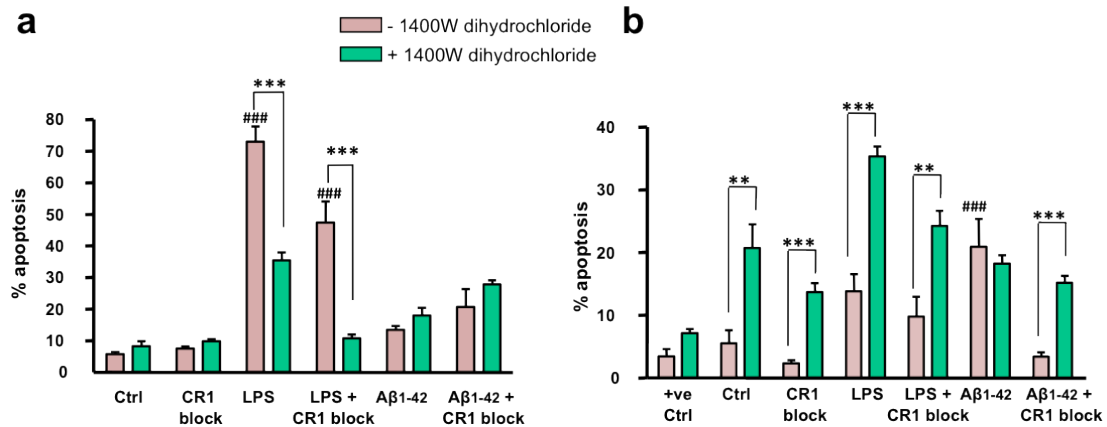 a
- 1400W dihydrochloride
+ 1400W dihydrochloride
b
% apoptosis
80
70
60
50
40
30
20
10
0
***
###
***
###
Ctrl
CR1
block
LPS
LPS +
CR1 block
Aβ1-42
Aβ1-42 +
CR1 block
% apoptosis
40
30
20
10
0
**
***
***
**
###
***
+ve
Ctrl
Ctrl
CR1
block
LPS
LPS +
CR1 block
Aβ1-42
Aβ1-42 +
CR1 block